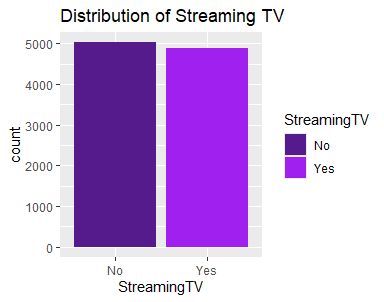 Distribution of Streaming TV
5000
4000
3000
2000
1000
0
count
No
Yes
StreamingTV
StreamingTV
No
Yes